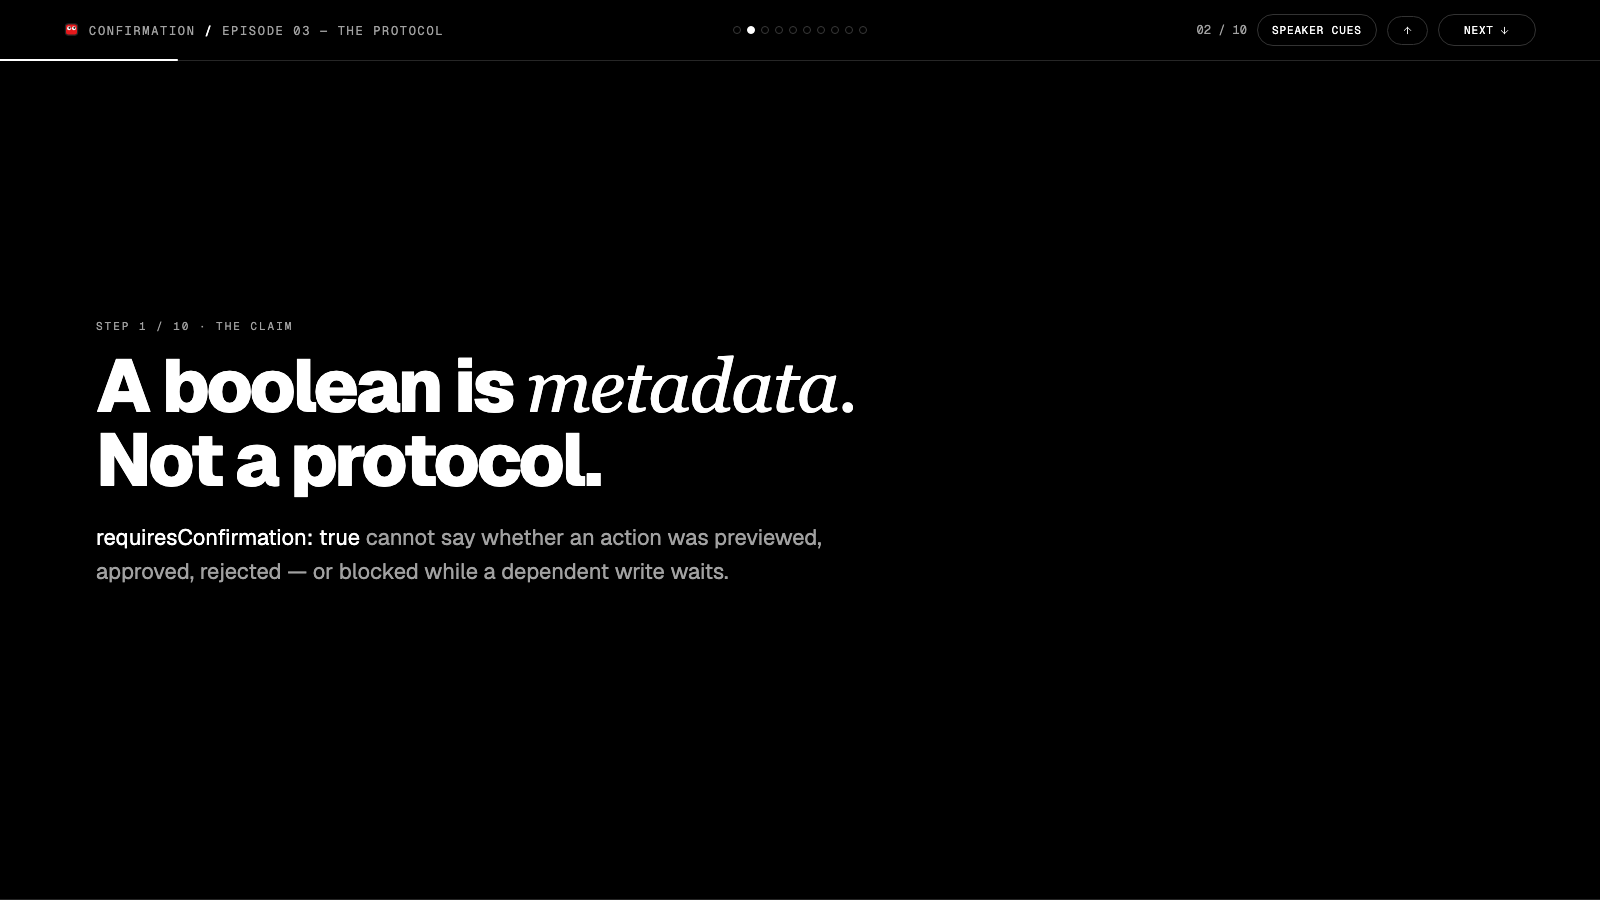 CONFIRMATION / EPISODE 03 — THE PROTOCOL
02 / 10
SPEAKER CUES
↑
NEXT ↓
STEP 1 / 10 · THE CLAIM
A boolean is metadata.
Not a protocol.
requiresConfirmation: true cannot say whether an action was previewed,
approved, rejected — or blocked while a dependent write waits.